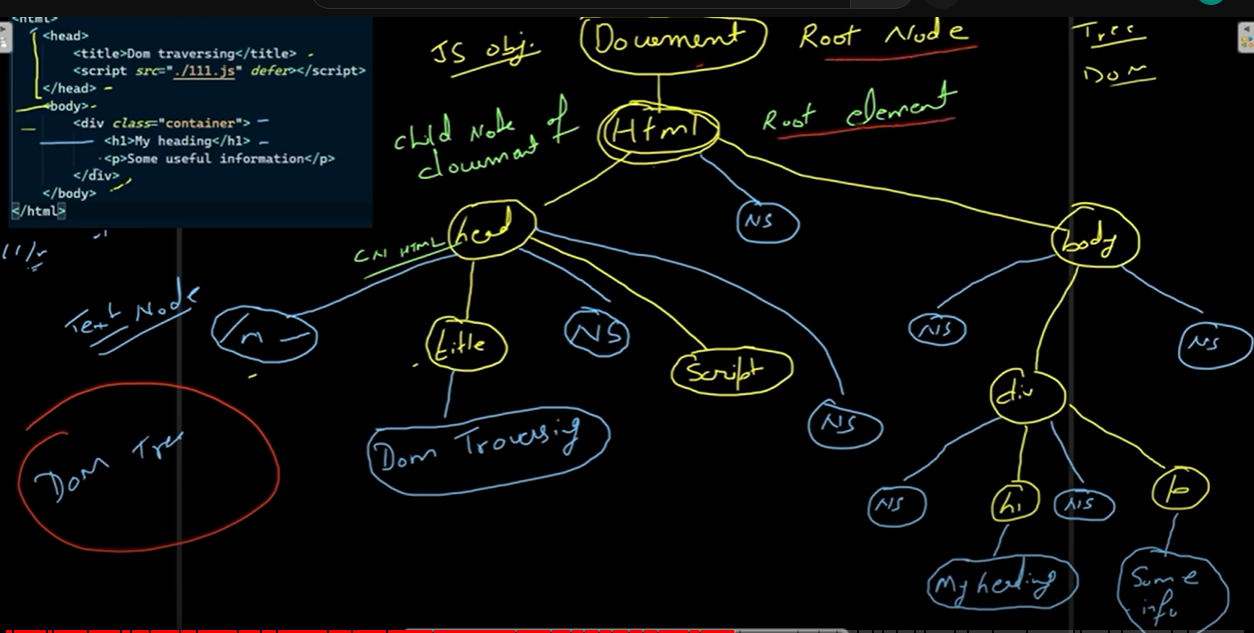 <html>
<head>
<title>Dom traversing</title>
<script src="./111.js" defer></script>
</head>
<body>
<div class="container">
<h1>My heading</h1>
<p>Some useful information</p>
</div>
</body>
</html>
JS obj:
Document
Root Node
Tree
DOM
child Node of
document
Html
Root element
NS
CN HTML
head
body
Text Node
/n
title
NS
Script
NS
NS
NS
div
Dom Traversing
NS
h1
NS
p
Dom Tree
My heading
Some
info